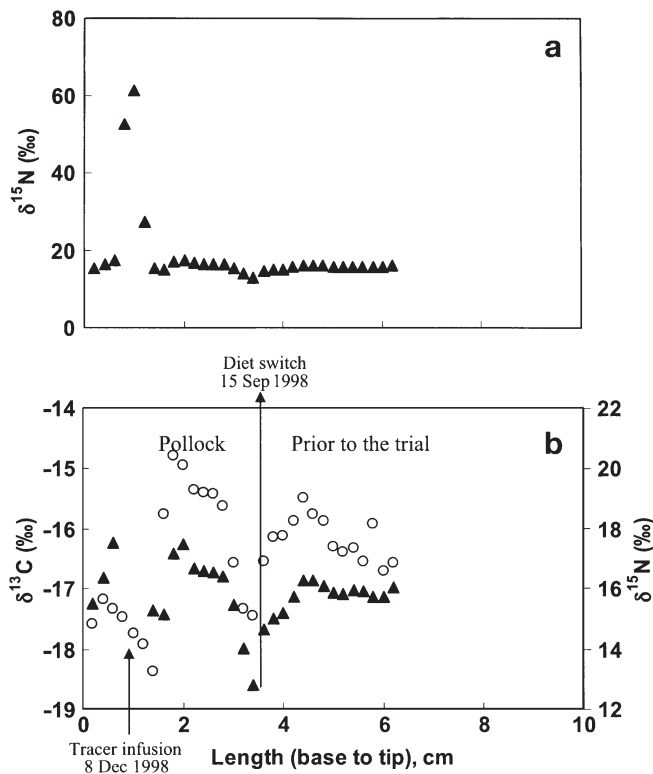 80
60
40
20
0
δ15N (‰)
a
Diet switch
15 Sep 1998
-14
-15
-16
-17
-18
-19
δ13C (‰)
Pollock
Prior to the trial
b
22
20
18
16
14
12
δ15N (‰)
0
2
4
6
8
10
Tracer infusion
8 Dec 1998
Length (base to tip), cm